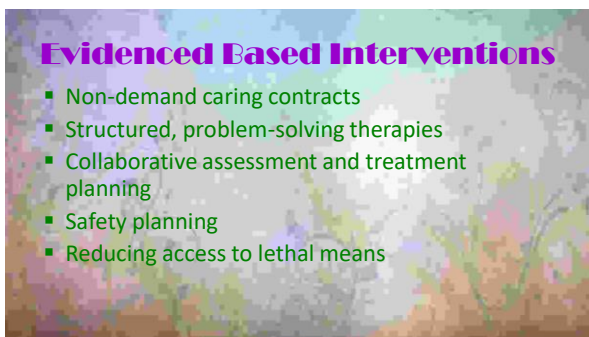 Evidenced Based Interventions
▪ Non-demand caring contracts
▪ Structured, problem-solving therapies
▪ Collaborative assessment and treatment
planning
▪ Safety planning
▪ Reducing access to lethal means